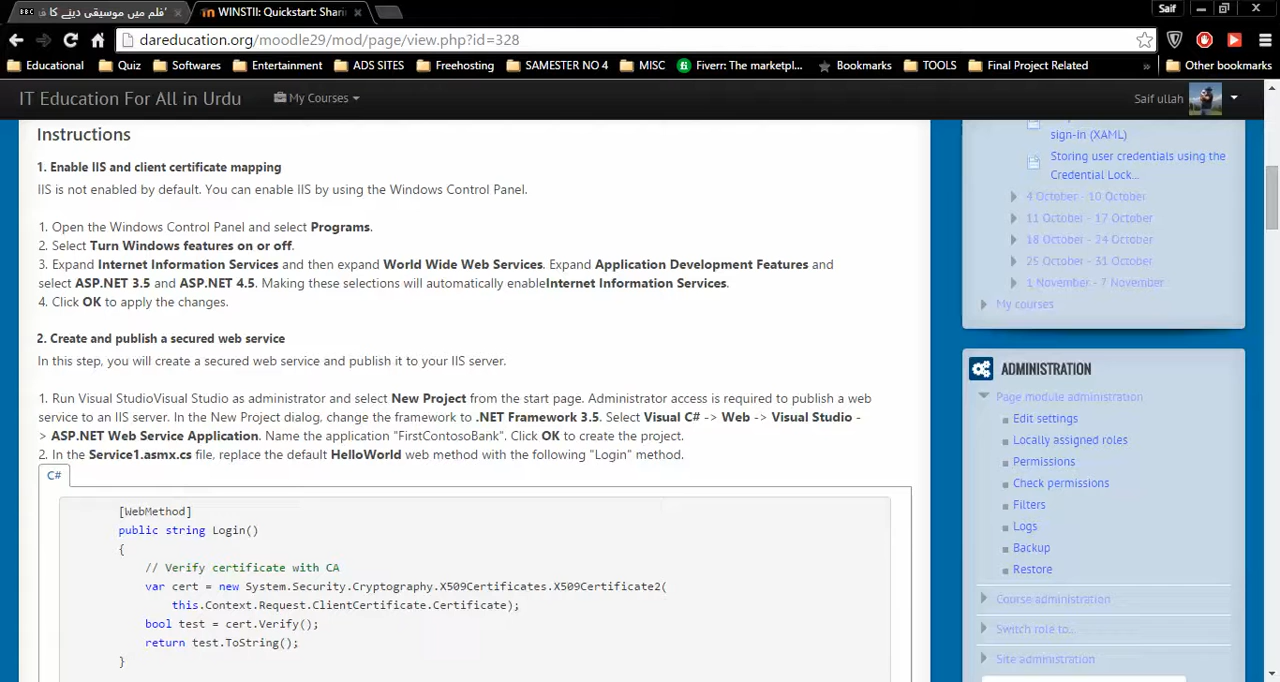 'فلم میں موسیقی دینے کا ف
WINSTII: Quickstart: Sharin
Saif
dareducation.org/moodle29/mod/page/view.php?id=328
Educational Quiz Softwares Entertainment ADS SITES Freehosting SAMESTER NO 4 MISC Fiverr: The marketpl... Bookmarks TOOLS Final Project Related » Other bookmarks
IT Education For All in Urdu My Courses Saif ullah
Instructions
1. Enable IIS and client certificate mapping
IIS is not enabled by default. You can enable IIS by using the Windows Control Panel.
1. Open the Windows Control Panel and select Programs.
2. Select Turn Windows features on or off.
3. Expand Internet Information Services and then expand World Wide Web Services. Expand Application Development Features and
select ASP.NET 3.5 and ASP.NET 4.5. Making these selections will automatically enableInternet Information Services.
4. Click OK to apply the changes.
2. Create and publish a secured web service
In this step, you will create a secured web service and publish it to your IIS server.
1. Run Visual StudioVisual Studio as administrator and select New Project from the start page. Administrator access is required to publish a web
service to an IIS server. In the New Project dialog, change the framework to .NET Framework 3.5. Select Visual C# -> Web -> Visual Studio -
> ASP.NET Web Service Application. Name the application "FirstContosoBank". Click OK to create the project.
2. In the Service1.asmx.cs file, replace the default HelloWorld web method with the following "Login" method.
C#
[WebMethod]
public string Login()
{
// Verify certificate with CA
var cert = new System.Security.Cryptography.X509Certificates.X509Certificate2(
this.Context.Request.ClientCertificate.Certificate);
bool test = cert.Verify();
return test.ToString();
}
sign-in (XAML)
Storing user credentials using the
Credential Lock...
4 October - 10 October
11 October - 17 October
18 October - 24 October
25 October - 31 October
1 November - 7 November
My courses
ADMINISTRATION
Page module administration
Edit settings
Locally assigned roles
Permissions
Check permissions
Filters
Logs
Backup
Restore
Course administration
Switch role to...
Site administration